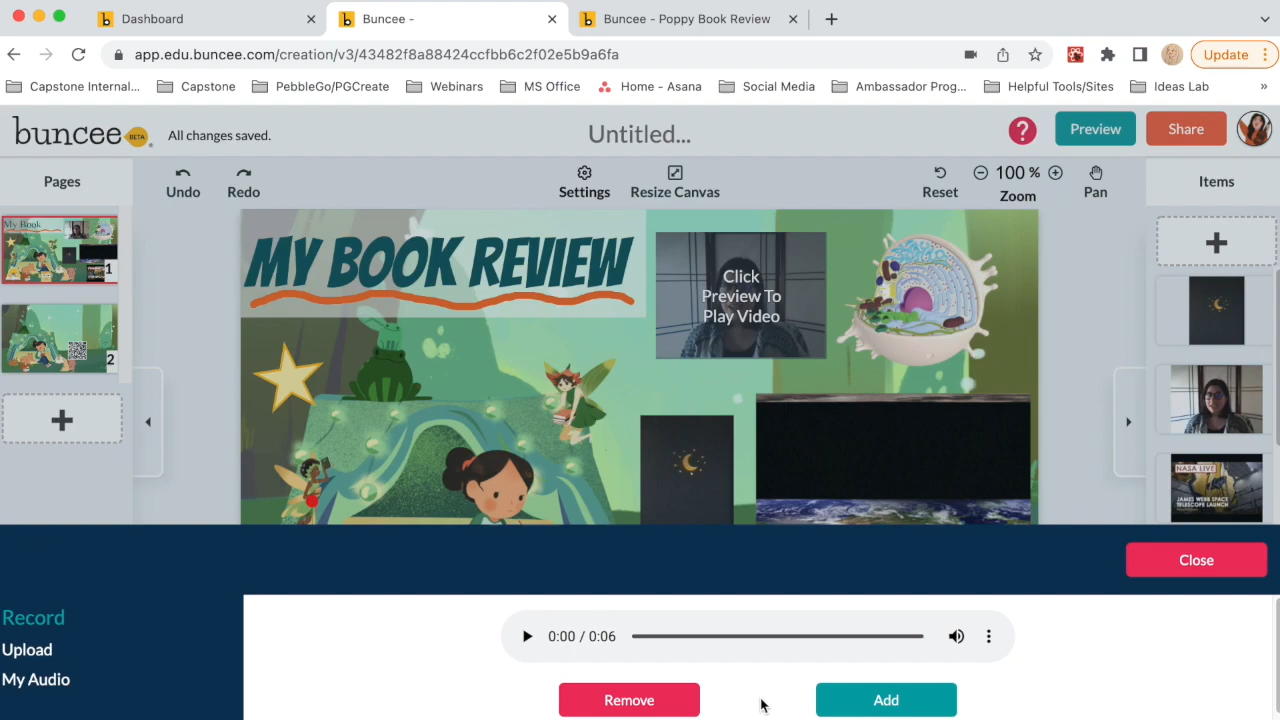 Dashboard
Buncee -
Buncee - Poppy Book Review
app.edu.buncee.com/creation/v3/43482f8a88424ccfbb6c2f02e5b9a6fa
Update
Capstone Internal...
Capstone
PebbleGo/PGCreate
Webinars
MS Office
Home - Asana
Social Media
Ambassador Prog...
Helpful Tools/Sites
Ideas Lab
»
buncee BETA
All changes saved.
Untitled...
?
Preview
Share
Pages
Undo
Redo
Settings
Resize Canvas
Reset
100 %
Zoom
Pan
Items
My Book
1
2
MY BOOK REVIEW
Click
Preview To
Play Video
NASA LIVE
JAMES WEBB SPACE
TELESCOPE LAUNCH
Close
Record
Upload
My Audio
0:00 / 0:06
Remove
Add